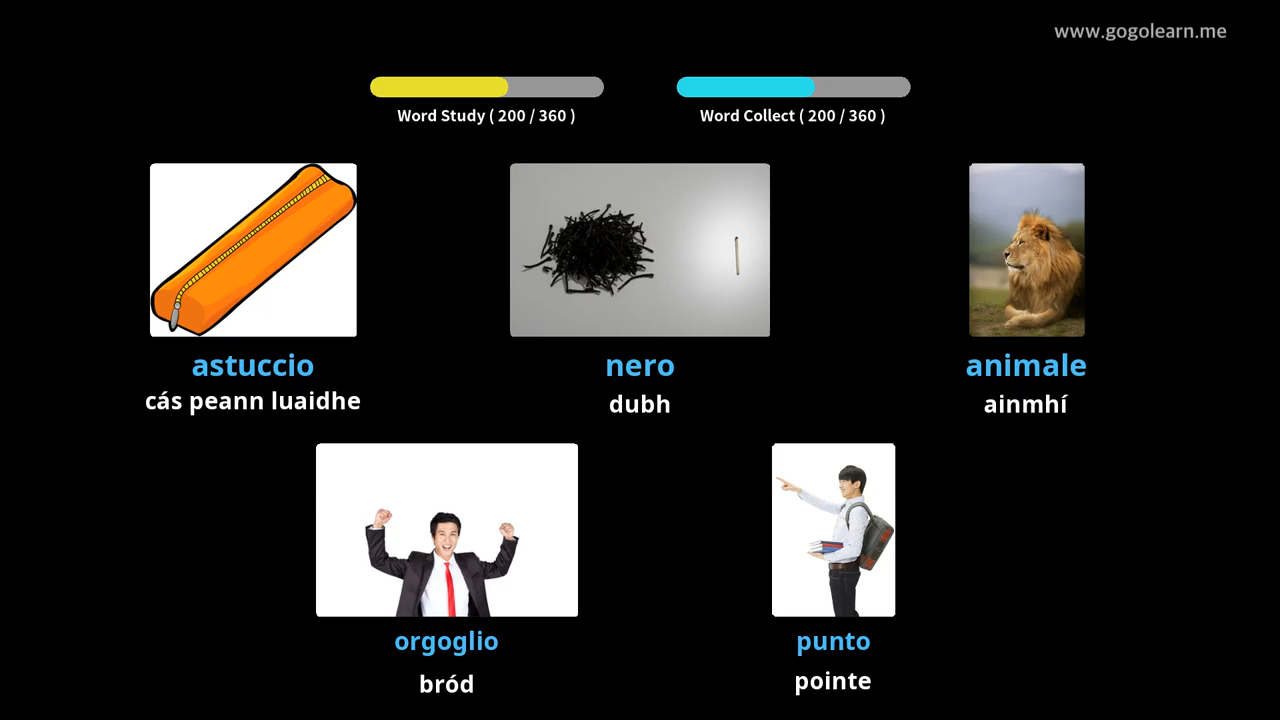 www.gogolearn.me
Word Study ( 200 / 360 )
Word Collect ( 200 / 360 )
astuccio
cás peann luaidhe
nero
dubh
animale
ainmhí
orgoglio
bród
punto
pointe